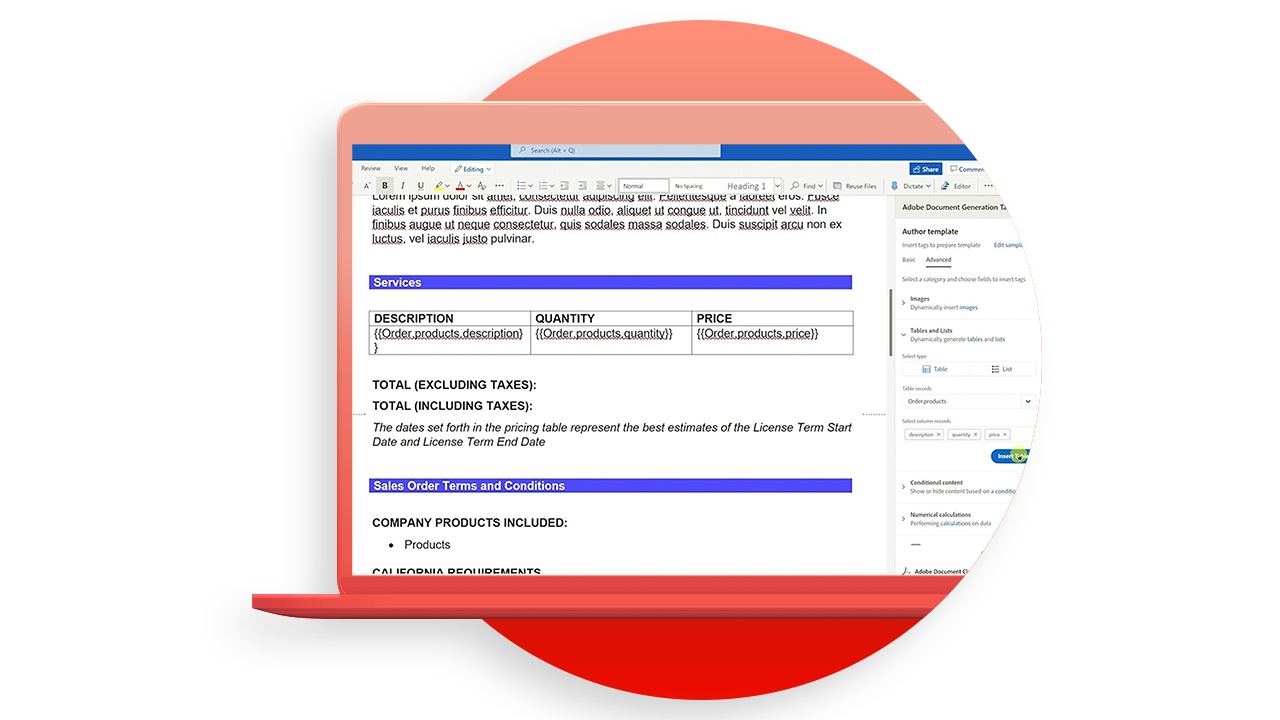 Search (Alt + Q)
Review View Help Editing Share
B I U Normal No Spacing Heading 1 Find Reuse Files Dictate Editor ...
Lorem ipsum dolor sit amet, consectetur adipiscing elit. Pellentesque a laoreet eros. Fusce
iaculis et purus finibus efficitur. Duis nulla odio, aliquet ut congue ut, tincidunt vel velit. In
finibus augue ut neque consectetur, quis sodales massa sodales. Duis suscipit arcu non ex
luctus, vel iaculis justo pulvinar.
Services
DESCRIPTION QUANTITY PRICE
{{Order.products.description} {{Order.products.quantity}} {{Order.products.price}}
}
TOTAL (EXCLUDING TAXES):
TOTAL (INCLUDING TAXES):
The dates set forth in the pricing table represent the best estimates of the License Term Start
Date and License Term End Date
Sales Order Terms and Conditions
COMPANY PRODUCTS INCLUDED:
• Products
CALIFORNIA REQUIREMENTS
Adobe Document Generation
Author template
Insert tags to prepare template Edit
Basic Advanced
Select a category and choose fields to insert tags
Images
Dynamically insert images
Tables and Lists
Dynamically generate tables and lists
Select type
Table List
Table records
Order.products
Select column records
description × quantity × price ×
Insert
Conditional content
Show or hide content based on a
Numerical calculations
Performing calculations on data
Adobe Document